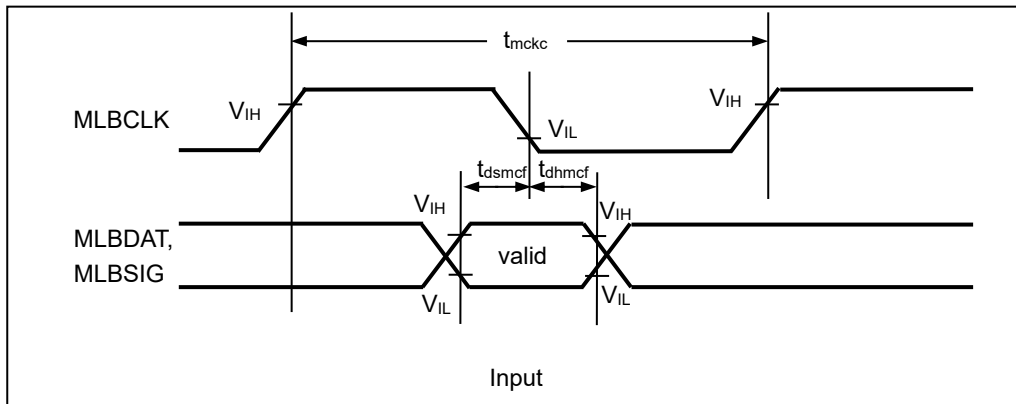 tmckc
VIH
VIH
MLBCLK
VIL
tdsmcf
tdhmcf
VIH
VIH
MLBDAT,
valid
MLBSIG
VIL
VIL
Input